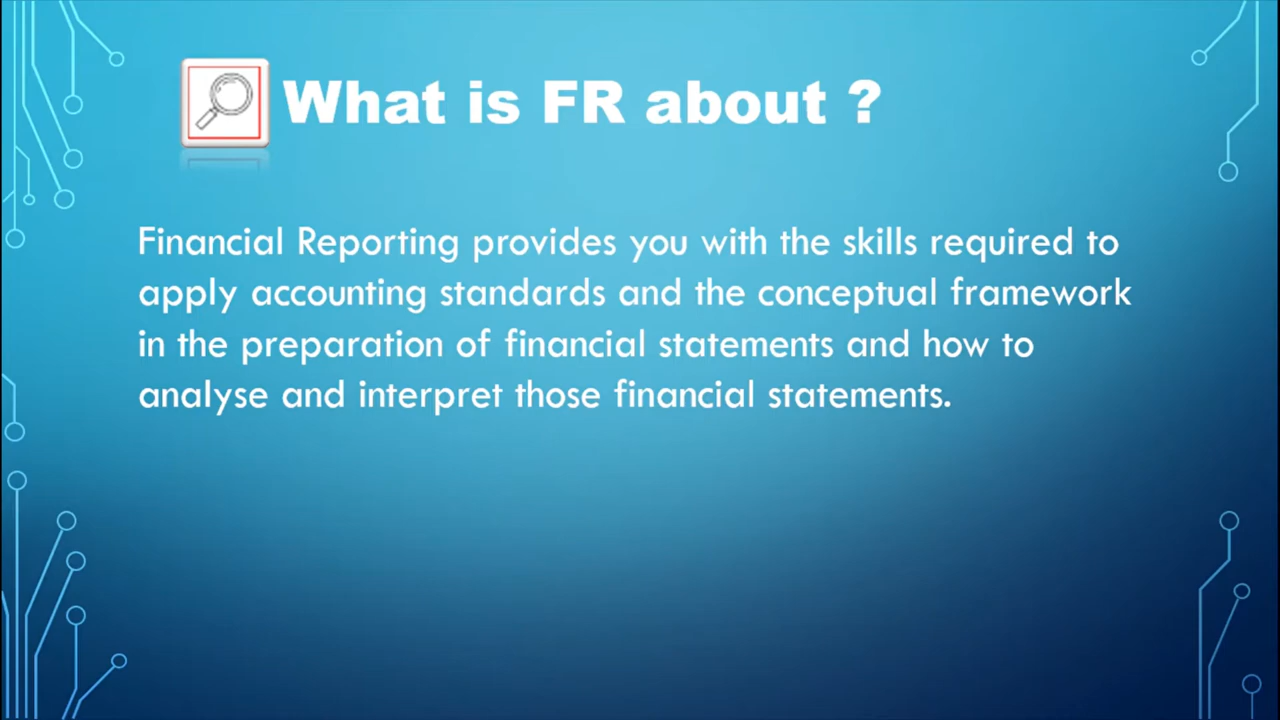 What is FR about ?
Financial Reporting provides you with the skills required to
apply accounting standards and the conceptual framework
in the preparation of financial statements and how to
analyse and interpret those financial statements.